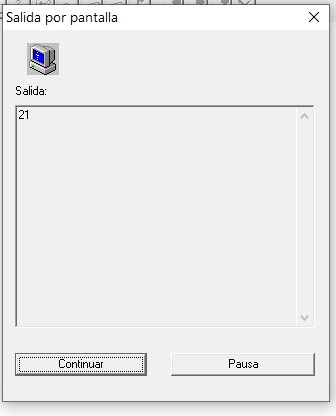 Salida por pantalla
Salida:
21
Continuar
Pausa